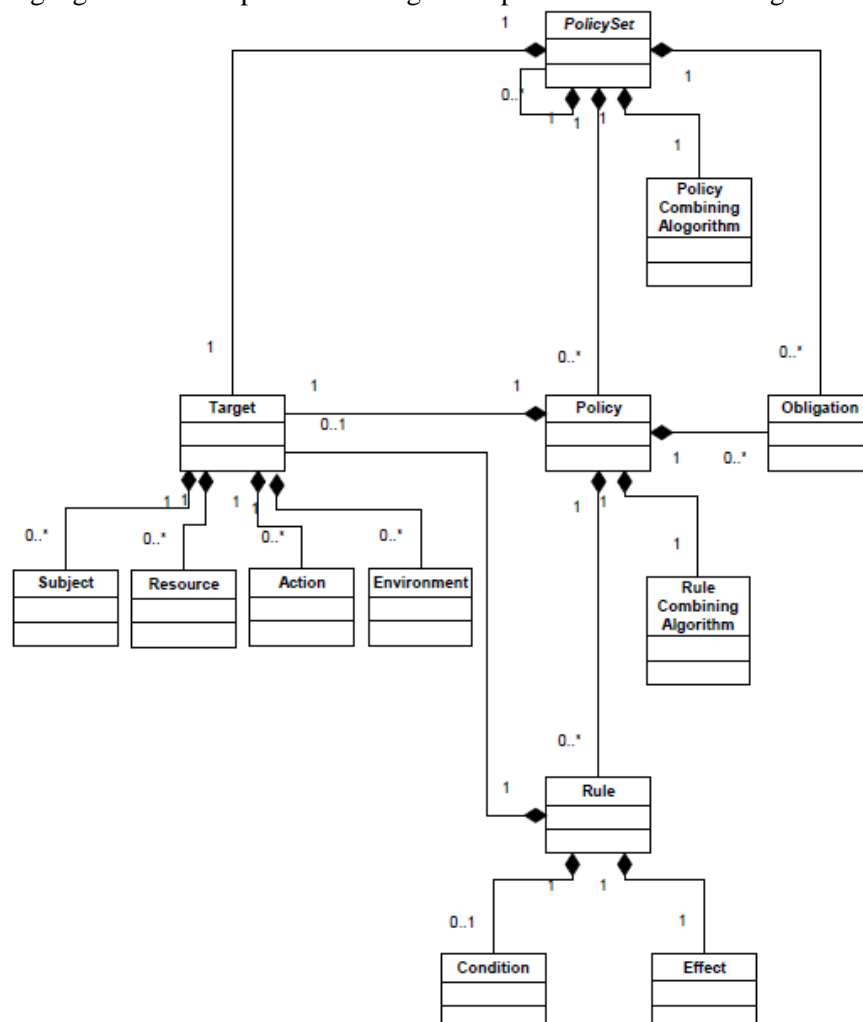 1
PolicySet
1
0..*
1
1
1
1
Policy
Combining
Alogorithm
1
0..*
0..*
1
1
Target
0..1
Policy
Obligation
1
0..*
1
1
1
1
1
1
0..*
0..*
0..*
0..*
1
Subject
Resource
Action
Environment
Rule
Combining
Algorithm
0..*
1
Rule
1
1
0..1
1
Condition
Effect